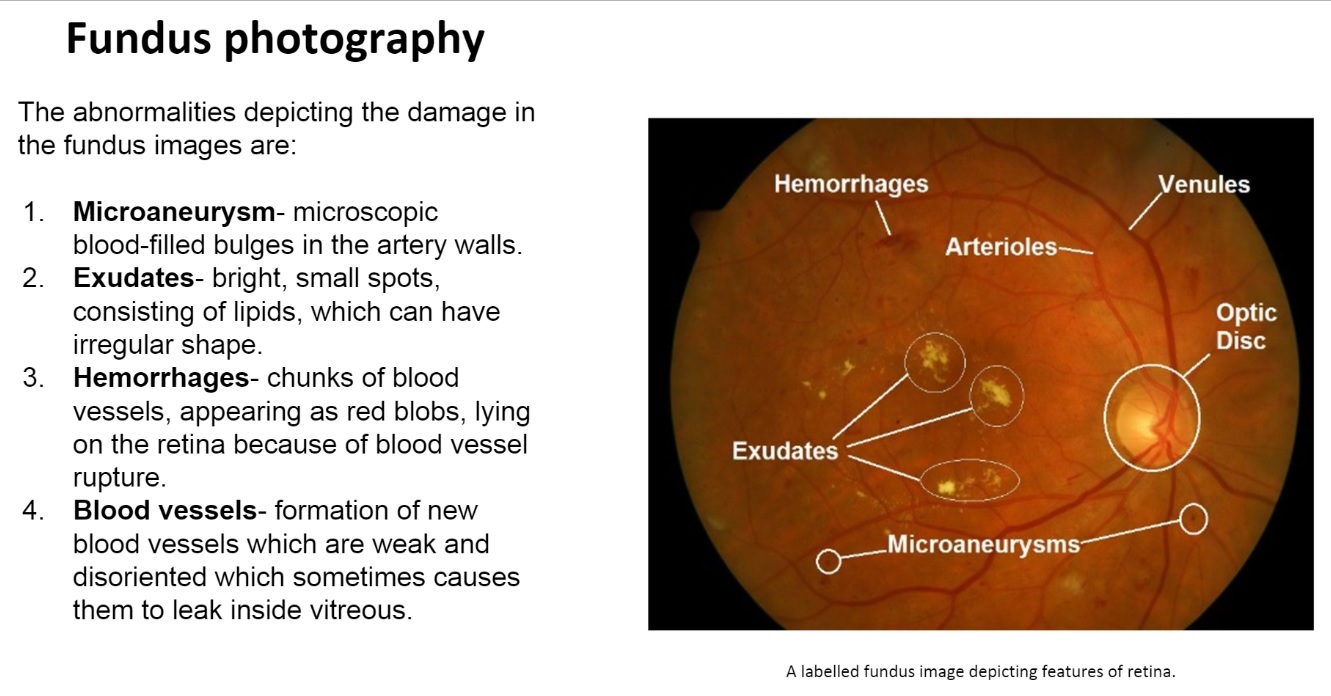 Fundus photography
The abnormalities depicting the damage in
the fundus images are:
1. Microaneurysm- microscopic
blood-filled bulges in the artery walls.
2. Exudates- bright, small spots,
consisting of lipids, which can have
irregular shape.
3. Hemorrhages- chunks of blood
vessels, appearing as red blobs, lying
on the retina because of blood vessel
rupture.
4. Blood vessels- formation of new
blood vessels which are weak and
disoriented which sometimes causes
them to leak inside vitreous.
Hemorrhages
Venules
Arterioles
Optic
Disc
Exudates
Microaneurysms
A labelled fundus image depicting features of retina.